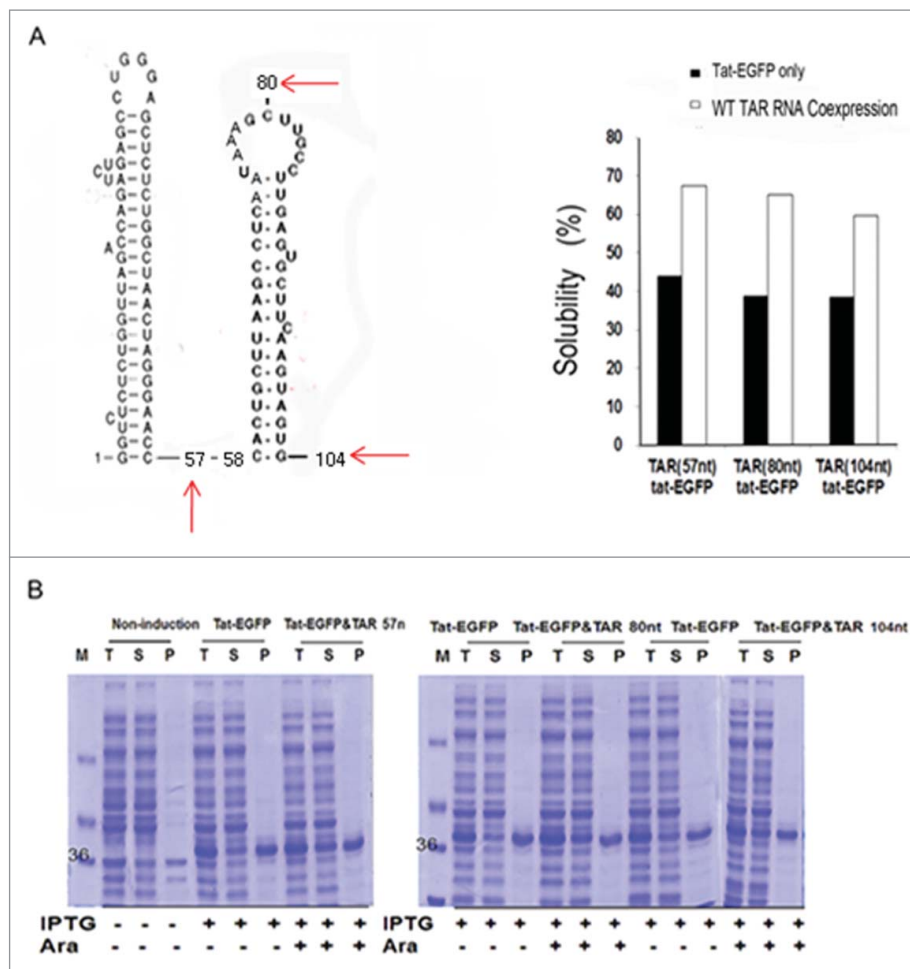 A
80
1
57
58
104
Tat-EGFP only
WT TAR RNA Coexpression
Solubility (%)
80
70
60
50
40
30
20
10
0
TAR(57nt) TAR(80nt) TAR(104nt)
tat-EGFP tat-EGFP tat-EGFP
B
Non-induction Tat-EGFP Tat-EGFP&TAR 57n
M T S P T S P T S P
36
IPTG - - - + + + + + +
Ara - - - - - - + + +
Tat-EGFP Tat-EGFP&TAR 80nt Tat-EGFP Tat-EGFP&TAR 104nt
M T S P T S P T S P T S P
36
IPTG + + + + + + + + + + + +
Ara - - - + + + - - - + + +